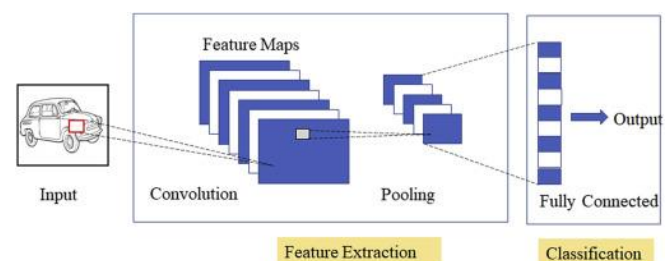 Feature Maps
Input
Convolution
Pooling
Fully Connected
Output
Feature Extraction
Classification